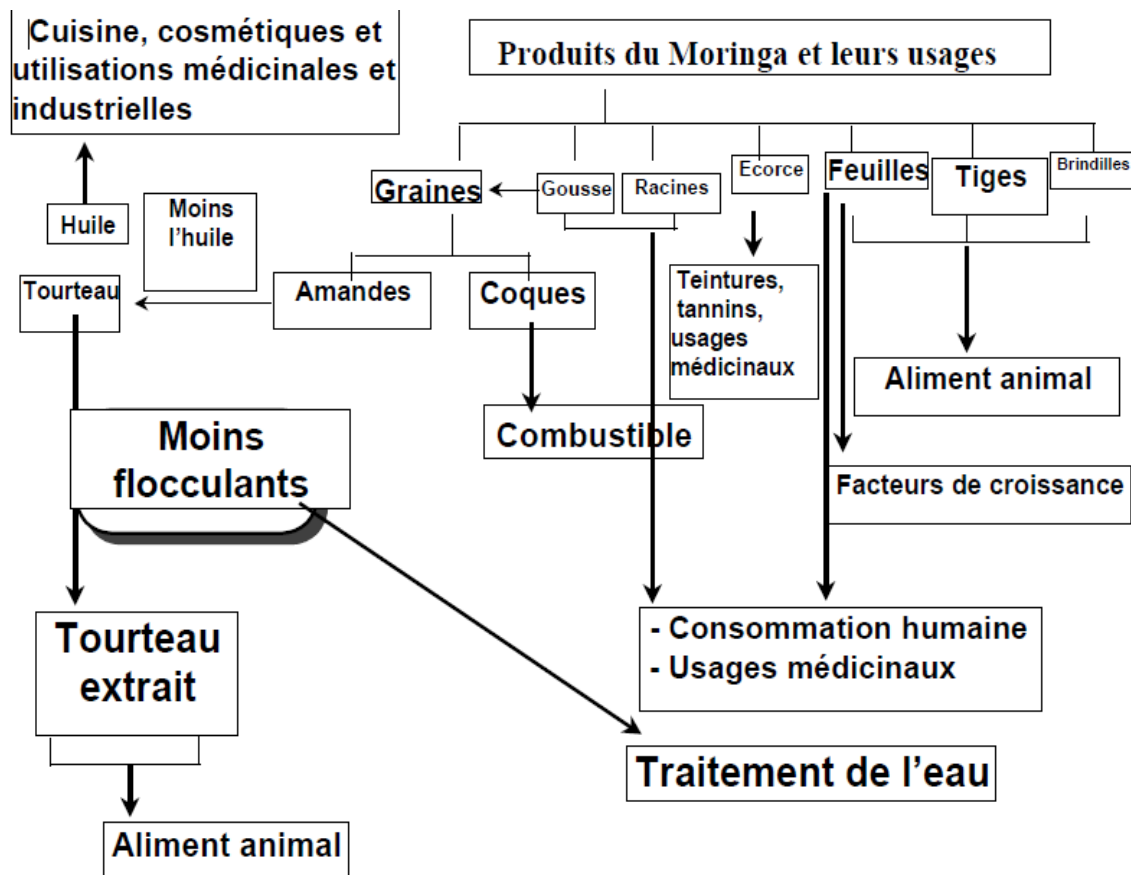 Cuisine, cosmétiques et
utilisations médicinales et
industrielles
Produits du Moringa et leurs usages
Graines
Gousse
Racines
Ecorce
Feuilles
Tiges
Brindilles
Huile
Moins
l’huile
Tourteau
Amandes
Coques
Teintures,
tannins,
usages
médicinaux
Aliment animal
Moins
flocculants
Combustible
Facteurs de croissance
Tourteau
extrait
- Consommation humaine
- Usages médicinaux
Traitement de l’eau
Aliment animal